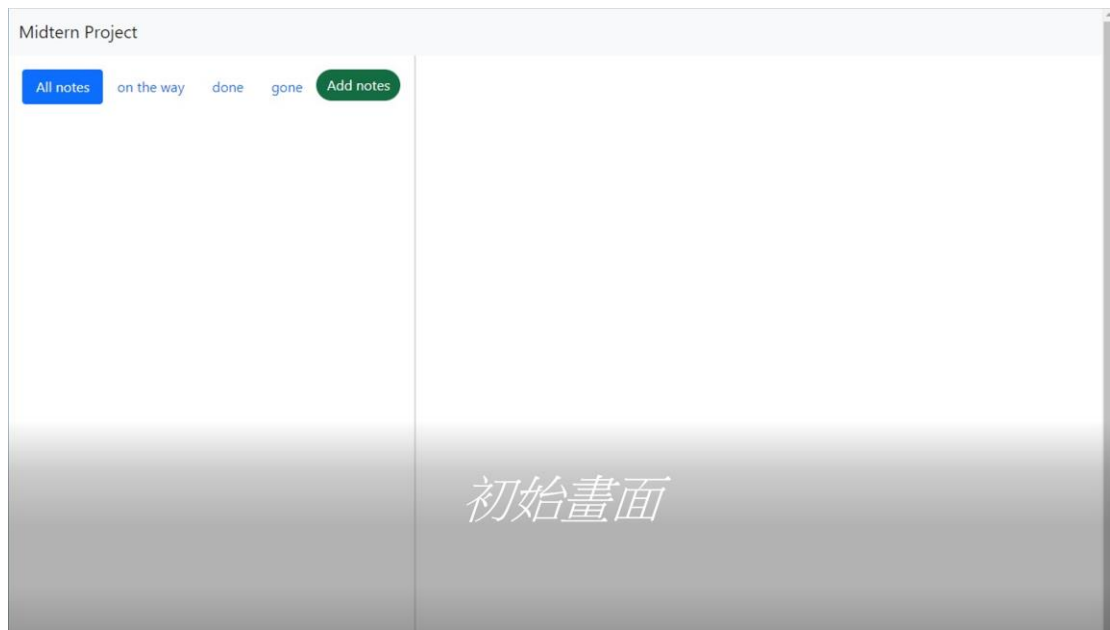 Midtern Project
All notes on the way done gone Add notes
初始畫面